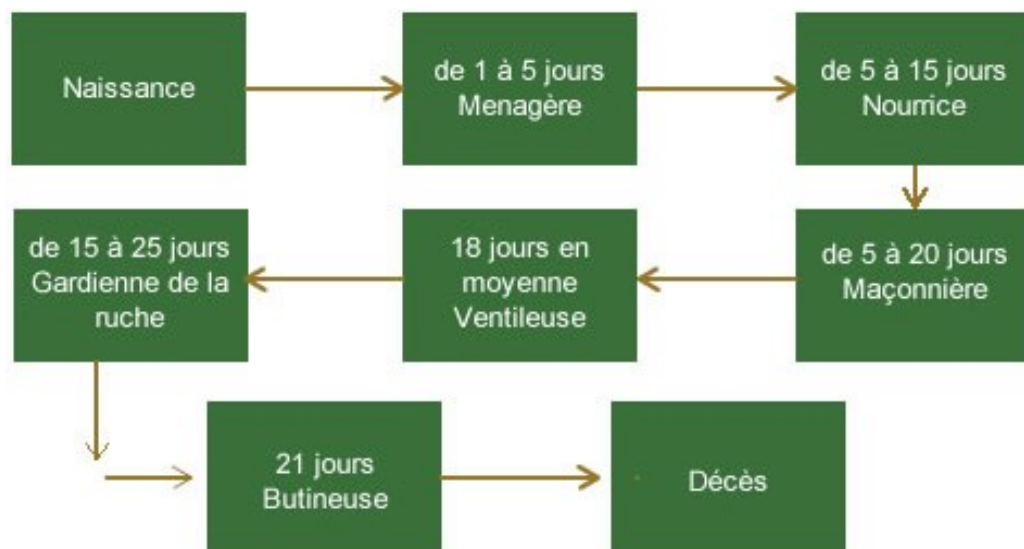 Naissance
de 1 à 5 jours
Menagère
de 5 à 15 jours
Nourrice
de 5 à 20 jours
Maçonnière
18 jours en
moyenne
Ventileuse
de 15 à 25 jours
Gardienne de la
ruche
21 jours
Butineuse
Décès